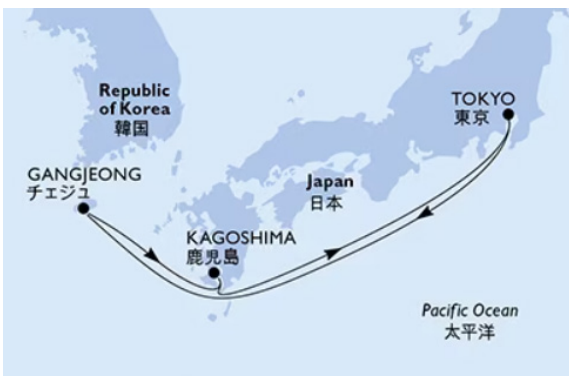 TOKYO
東京
Republic
of Korea
韓国
GANGJEONG
チェジュ
Japan
日本
KAGOSHIMA
鹿児島
Pacific Ocean
太平洋